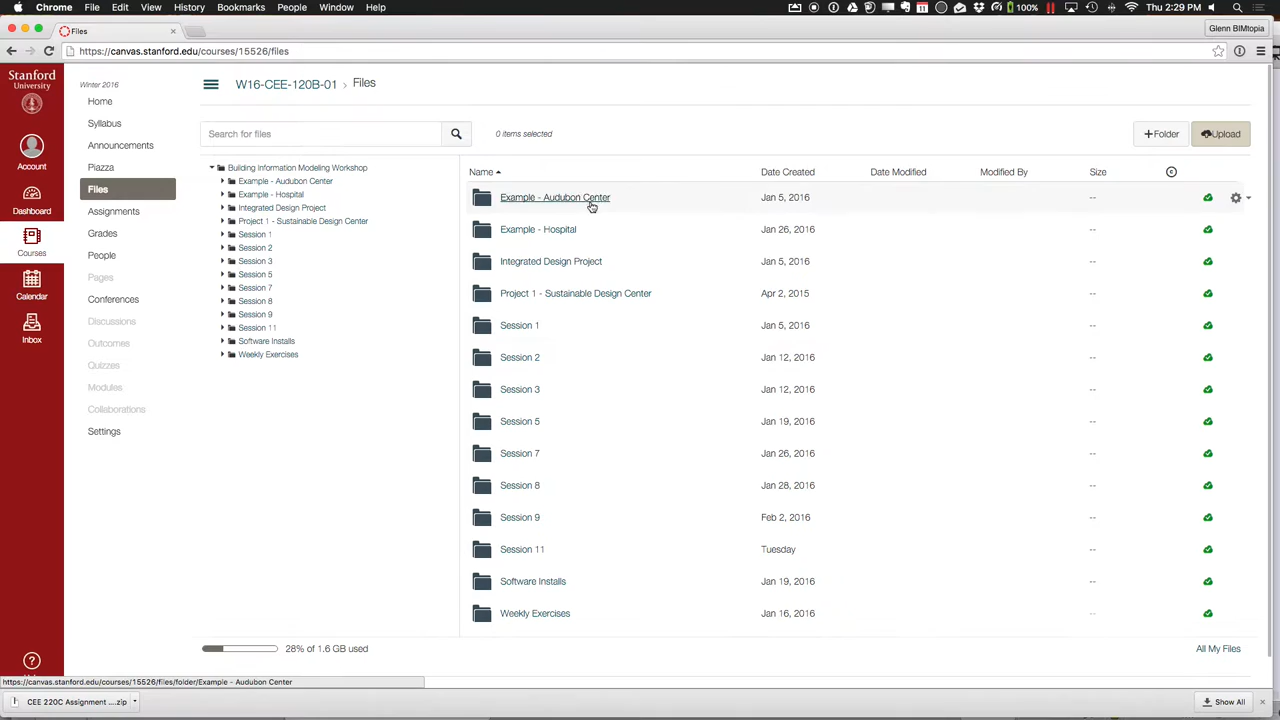 Chrome File Edit View History Bookmarks People Window Help
100% Thu 2:29 PM
Files
Glenn BIMtopia
https://canvas.stanford.edu/courses/15526/files
Stanford
University
Account
Dashboard
Courses
Calendar
Inbox
Winter 2016
Home
Syllabus
Announcements
Piazza
Files
Assignments
Grades
People
Pages
Conferences
Discussions
Outcomes
Quizzes
Modules
Collaborations
Settings
W16-CEE-120B-01 › Files
Search for files
0 items selected
+Folder
Upload
Building Information Modeling Workshop
Example - Audubon Center
Example - Hospital
Integrated Design Project
Project 1 - Sustainable Design Center
Session 1
Session 2
Session 3
Session 5
Session 7
Session 8
Session 9
Session 11
Software Installs
Weekly Exercises
Name Date Created Date Modified Modified By Size
Example - Audubon Center Jan 5, 2016 --
Example - Hospital Jan 26, 2016 --
Integrated Design Project Jan 5, 2016 --
Project 1 - Sustainable Design Center Apr 2, 2015 --
Session 1 Jan 5, 2016 --
Session 2 Jan 12, 2016 --
Session 3 Jan 12, 2016 --
Session 5 Jan 19, 2016 --
Session 7 Jan 26, 2016 --
Session 8 Jan 28, 2016 --
Session 9 Feb 2, 2016 --
Session 11 Tuesday --
Software Installs Jan 19, 2016 --
Weekly Exercises Jan 16, 2016 --
28% of 1.6 GB used
All My Files
https://canvas.stanford.edu/courses/15526/files/folder/Example - Audubon Center
CEE 220C Assignment ....zip
Show All